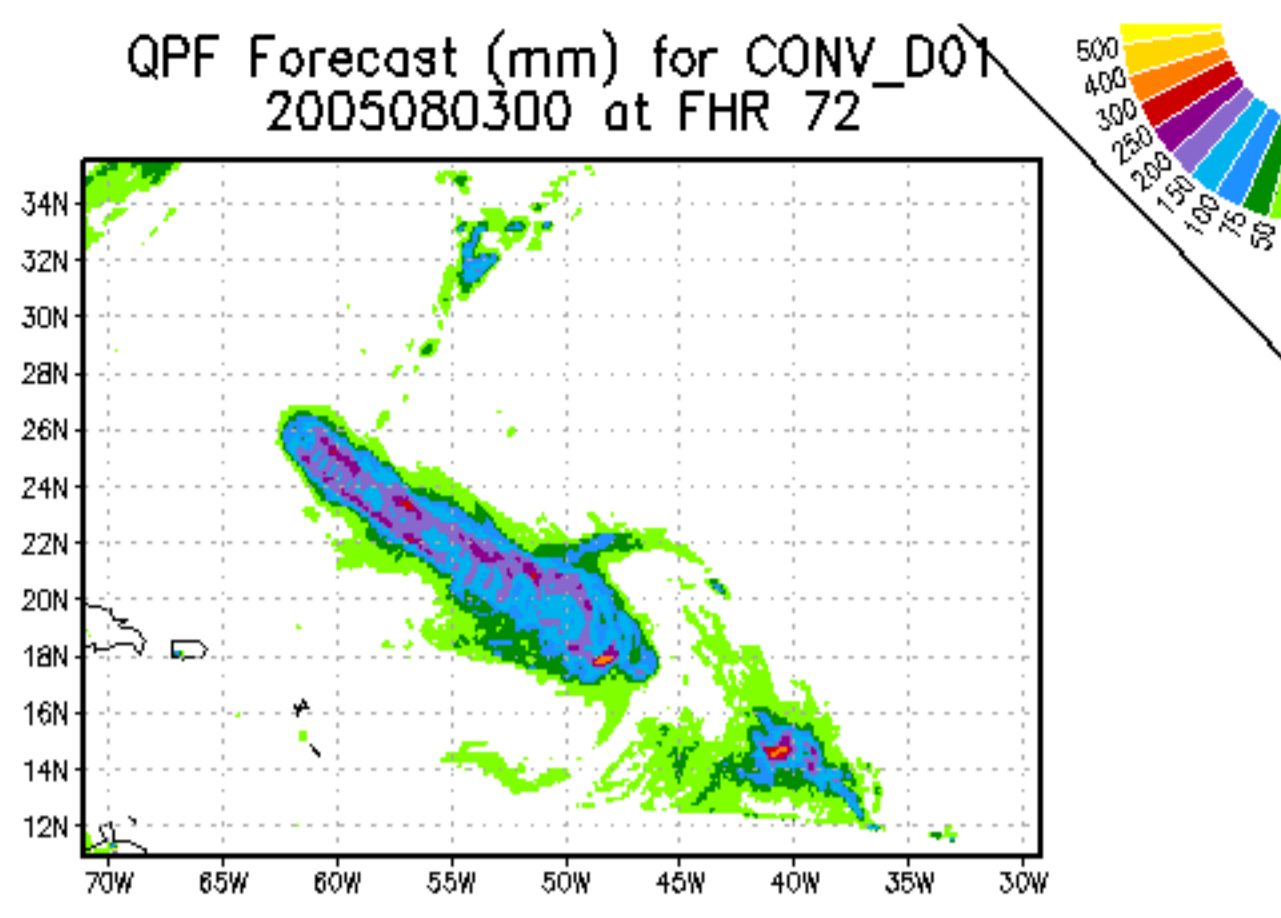 QPF Forecast (mm) for CONV_D01
2005080300 at FHR 72
500
400
300
250
200
150
100
75
50
34N
32N
30N
28N
26N
24N
22N
20N
18N
16N
14N
12N
70W
65W
60W
55W
50W
45W
40W
35W
30W